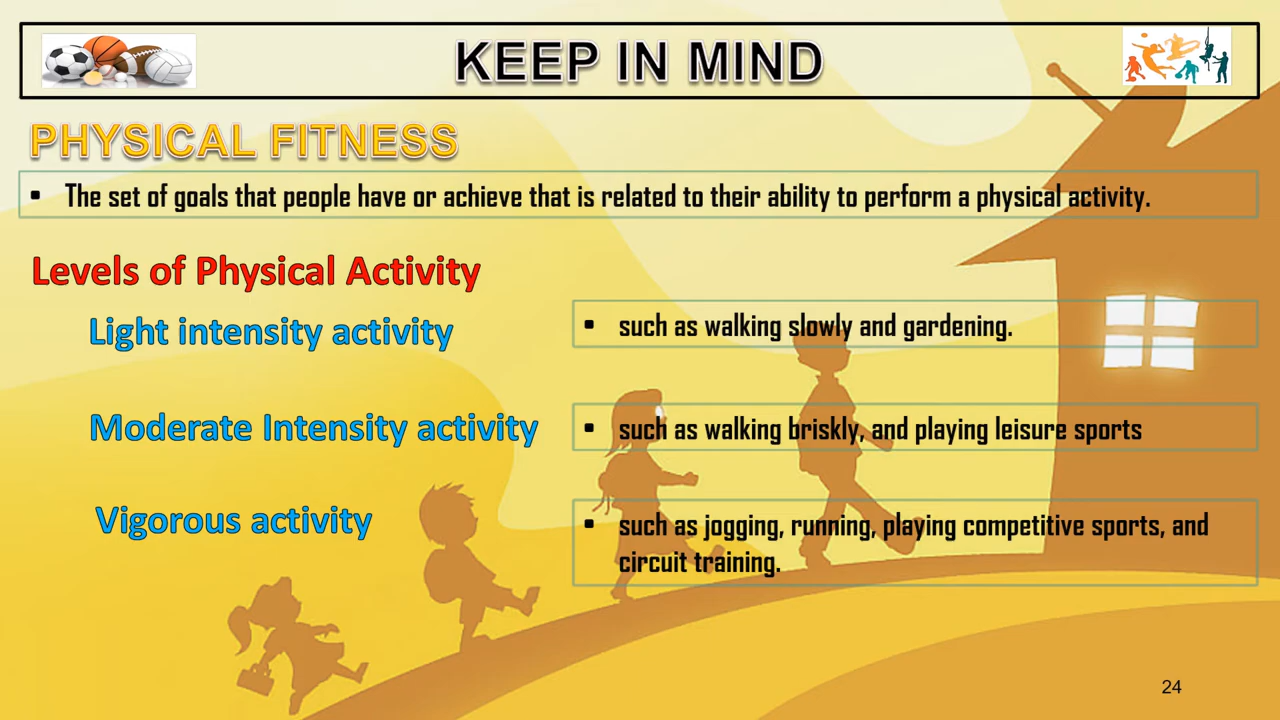 KEEP IN MIND
PHYSICAL FITNESS
• The set of goals that people have or achieve that is related to their ability to perform a physical activity.
Levels of Physical Activity
Light intensity activity
• such as walking slowly and gardening.
Moderate Intensity activity
• such as walking briskly, and playing leisure sports
Vigorous activity
• such as jogging, running, playing competitive sports, and
circuit training.
24